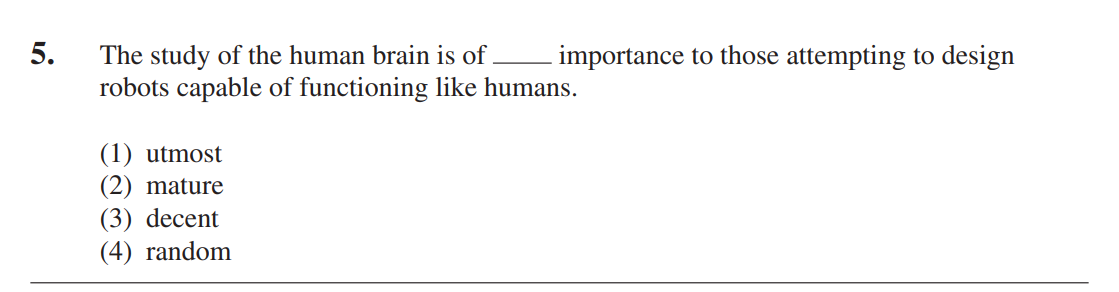 5. The study of the human brain is of ____ importance to those attempting to design
robots capable of functioning like humans.
(1) utmost
(2) mature
(3) decent
(4) random